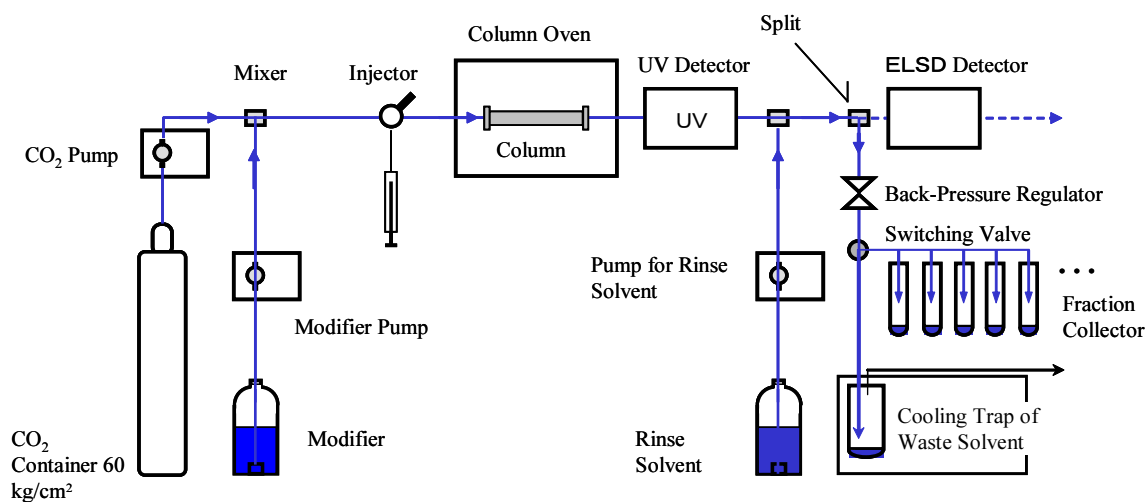 Split
Column Oven
Mixer
Injector
UV Detector
ELSD Detector
UV
CO₂ Pump
Column
Back-Pressure Regulator
Switching Valve
Pump for Rinse
Solvent
...
Fraction
Collector
Modifier Pump
Cooling Trap of
Waste Solvent
CO₂
Container 60
kg/cm²
Modifier
Rinse
Solvent